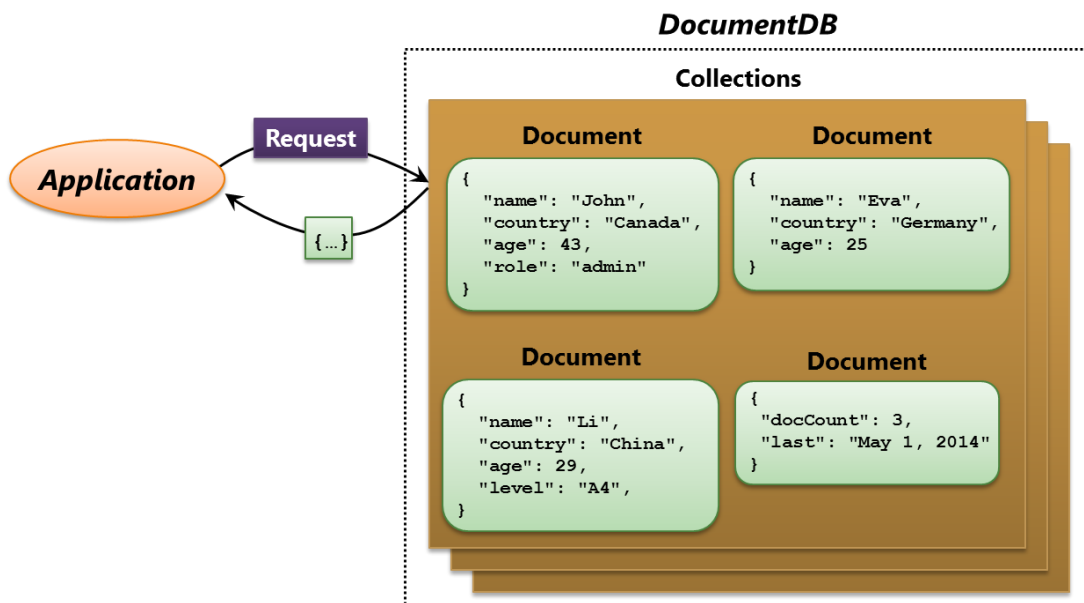 DocumentDB
Collections
Application
Request
{ ... }
Document
{
"name": "John",
"country": "Canada",
"age": 43,
"role": "admin"
}
Document
{
"name": "Eva",
"country": "Germany",
"age": 25
}
Document
{
"name": "Li",
"country": "China",
"age": 29,
"level": "A4",
}
Document
{
"docCount": 3,
"last": "May 1, 2014"
}